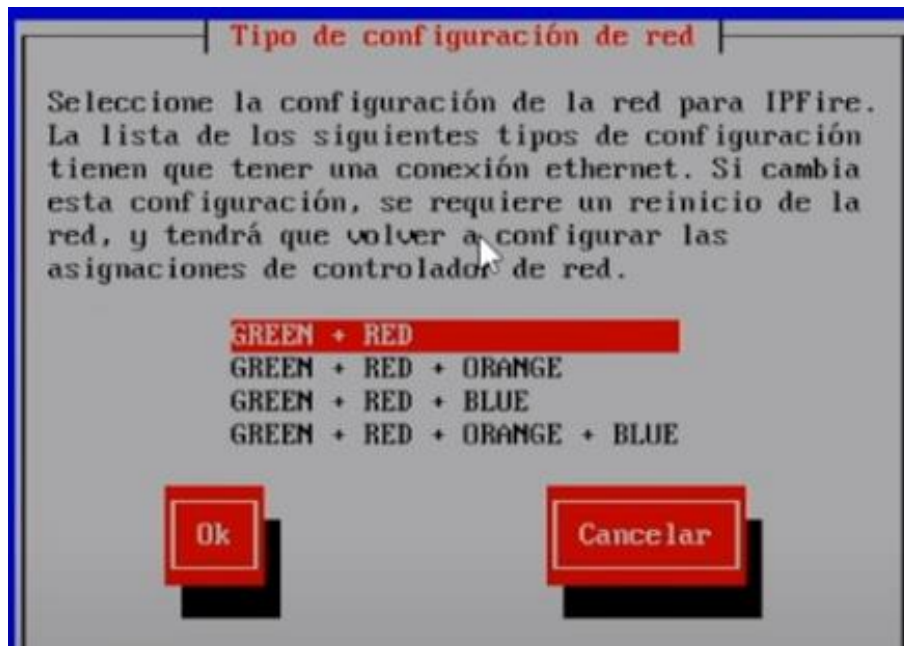 Tipo de configuración de red
Seleccione la configuración de la red para IPFire.
La lista de los siguientes tipos de configuración
tienen que tener una conexión ethernet. Si cambia
esta configuración, se requiere un reinicio de la
red, y tendrá que volver a configurar las
asignaciones de controlador de red.
GREEN + RED
GREEN + RED + ORANGE
GREEN + RED + BLUE
GREEN + RED + ORANGE + BLUE
Ok
Cancelar